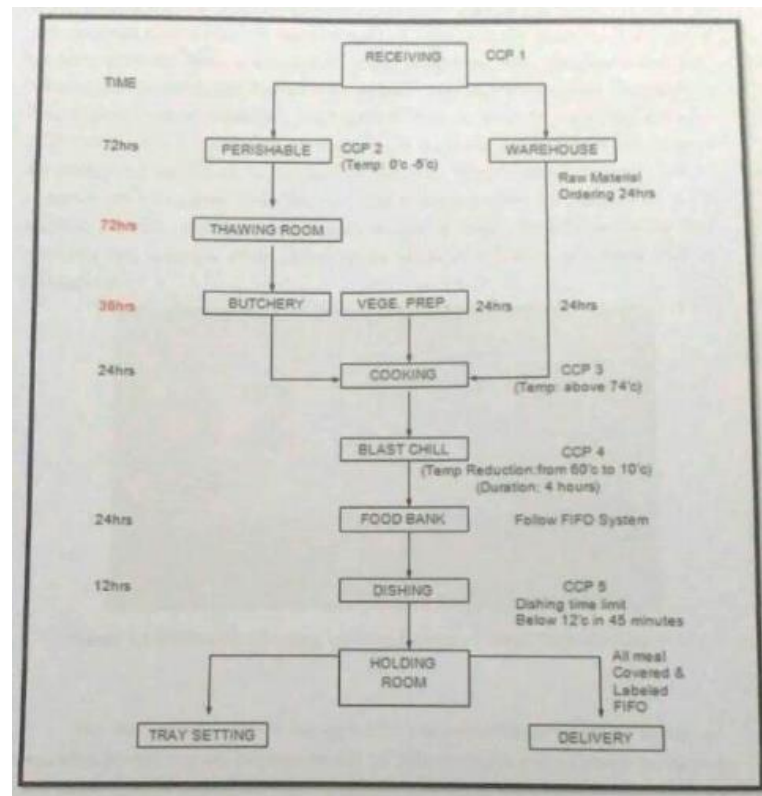 RECEIVING CCP 1
TIME
72hrs PERISHABLE CCP 2 WAREHOUSE
(Temp: 0'c -5'c)
Raw Material
Ordering 24hrs
72hrs THAWING ROOM
36hrs BUTCHERY VEGE. PREP. 24hrs 24hrs
24hrs COOKING CCP 3
(Temp: above 74'c)
BLAST CHILL CCP 4
(Temp Reduction:from 60'c to 10'c)
(Duration: 4 hours)
24hrs FOOD BANK Follow FIFO System
12hrs DISHING CCP 5
Dishing time limit
Below 12'c in 45 minutes
HOLDING
ROOM
All meal
Covered &
Labeled
FIFO
TRAY SETTING DELIVERY